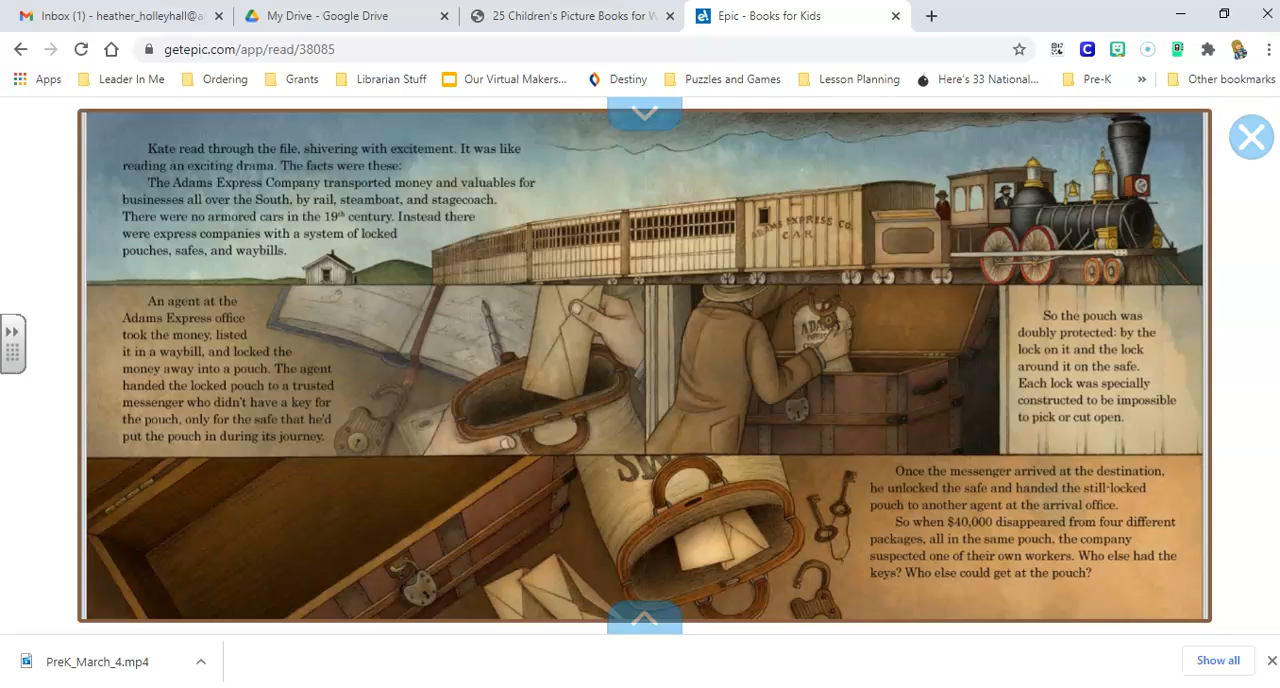 Inbox (1) - heather_holleyhall@a
My Drive - Google Drive
25 Children's Picture Books for W
Epic - Books for Kids
getepic.com/app/read/38085
Apps
Leader In Me
Ordering
Grants
Librarian Stuff
Our Virtual Makers...
Destiny
Puzzles and Games
Lesson Planning
Here's 33 National...
Pre-K
»
Other bookmarks
Kate read through the file, shivering with excitement. It was like
reading an exciting drama. The facts were these:
The Adams Express Company transported money and valuables for
businesses all over the South, by rail, steamboat, and stagecoach.
There were no armored cars in the 19th century. Instead there
were express companies with a system of locked
pouches, safes, and waybills.
ADAMS EXPRESS CO.
CAR
An agent at the
Adams Express office
took the money, listed
it in a waybill, and locked the
money away into a pouch. The agent
handed the locked pouch to a trusted
messenger who didn't have a key for
the pouch, only for the safe that he'd
put the pouch in during its journey.
ADAMS
So the pouch was
doubly protected: by the
lock on it and the lock
around it on the safe.
Each lock was specially
constructed to be impossible
to pick or cut open.
Once the messenger arrived at the destination,
he unlocked the safe and handed the still-locked
pouch to another agent at the arrival office.
So when $40,000 disappeared from four different
packages, all in the same pouch, the company
suspected one of their own workers. Who else had the
keys? Who else could get at the pouch?
PreK_March_4.mp4
Show all